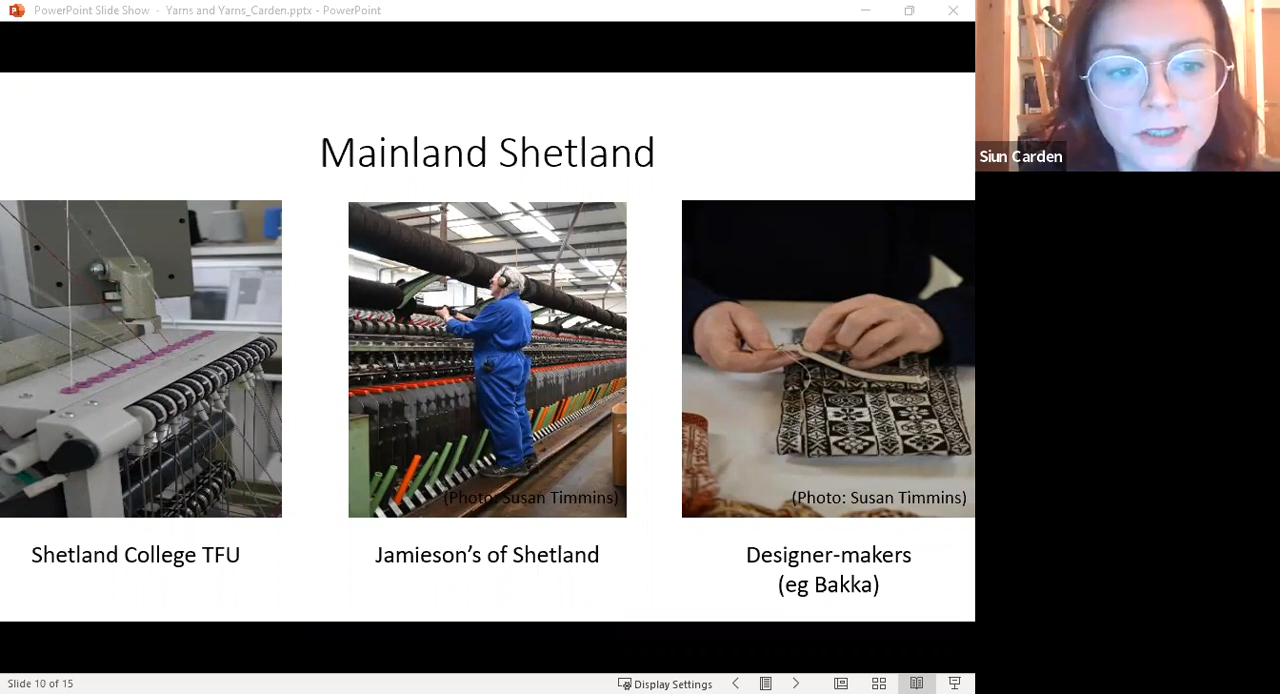 PowerPoint Slide Show - Yarns and Yarns_Carden.pptx - PowerPoint
Siun Carden
Mainland Shetland
(Photo: Susan Timmins)
(Photo: Susan Timmins)
Shetland College TFU
Jamieson's of Shetland
Designer-makers
(eg Bakka)
Slide 10 of 15
Display Settings